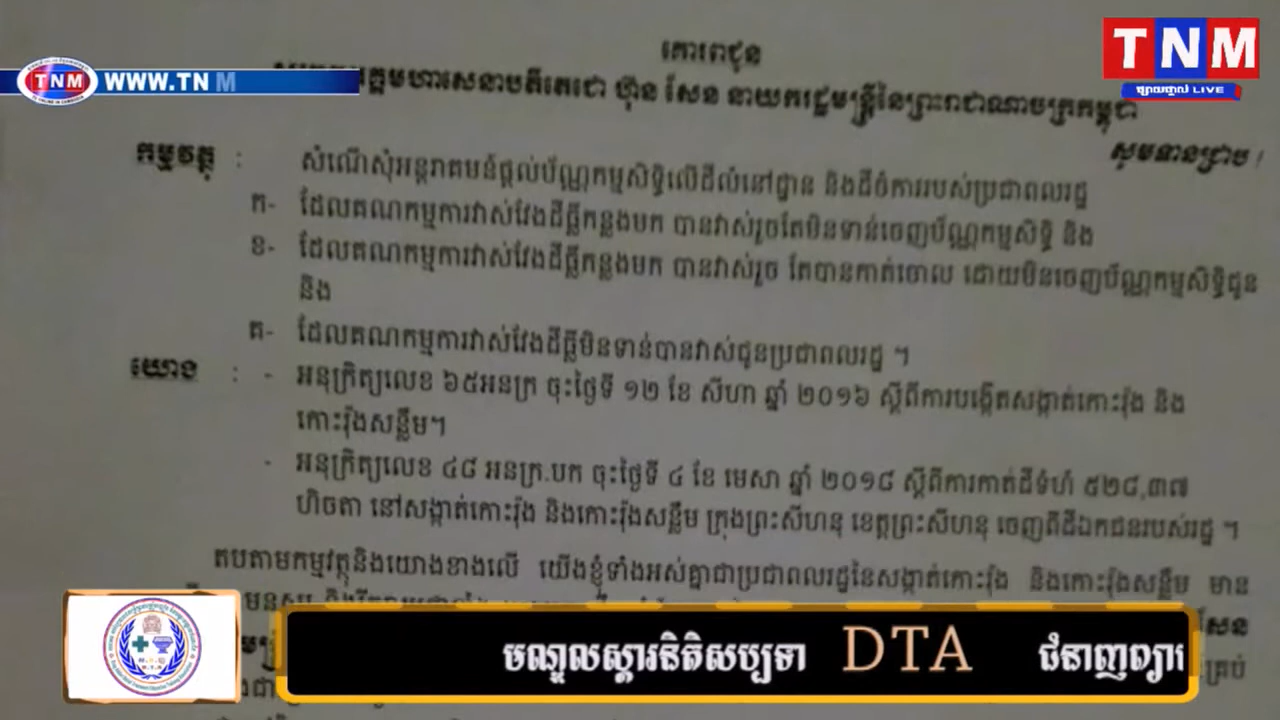 TNM
WWW.TNM
TNM
ផ្សាយផ្ទាល់ LIVE
គោរពជូន
អគ្គមហាសេនាបតីតេជោ ហ៊ុន សែន នាយករដ្ឋមន្ត្រីនៃព្រះរាជាណាចក្រកម្ពុជា
សូមទានជ្រាប !
កម្មវត្ថុ : សំណើសុំអន្តរាគមន៍ផ្តល់ប័ណ្ណកម្មសិទ្ធិលើដីលំនៅដ្ឋាន និងដីចំការរបស់ប្រជាពលរដ្ឋ
ក- ដែលគណកម្មការវាស់វែងដីធ្លីកន្លងមក បានវាស់រួចតែមិនទាន់ចេញប័ណ្ណកម្មសិទ្ធិ និង
ខ- ដែលគណកម្មការវាស់វែងដីធ្លីកន្លងមក បានវាស់រួច តែបានកាត់ចោល ដោយមិនចេញប័ណ្ណកម្មសិទ្ធិជូន
និង
គ- ដែលគណកម្មការវាស់វែងដីធ្លីមិនទាន់បានវាស់ជូនប្រជាពលរដ្ឋ ។
យោង : - អនុក្រិត្យលេខ ៦៥អនក្រ ចុះថ្ងៃទី ១២ ខែ សីហា ឆ្នាំ ២០១៦ ស្តីពីការបង្កើតសង្កាត់កោះរ៉ុង និង
កោះរ៉ុងសន្លឹម។
- អនុក្រិត្យលេខ ៤៨ អនក្រ.បក ចុះថ្ងៃទី ៤ ខែ មេសា ឆ្នាំ ២០១៨ ស្តីពីការកាត់ដីទំហំ ៥២៨,៣៧
ហិចតា នៅសង្កាត់កោះរ៉ុង និងកោះរ៉ុងសន្លឹម ក្រុងព្រះសីហនុ ខេត្តព្រះសីហនុ ចេញពីដីឯកជនរបស់រដ្ឋ ។
តបតាមកម្មវត្ថុនិងយោងខាងលើ យើងខ្ញុំទាំងអស់គ្នាជាប្រជាពលរដ្ឋនៃសង្កាត់កោះរ៉ុង និងកោះរ៉ុងសន្លឹម មាន
សែន
មណ្ឌលស្តារនីតិសម្បទា DTA ជំនាញព្យា